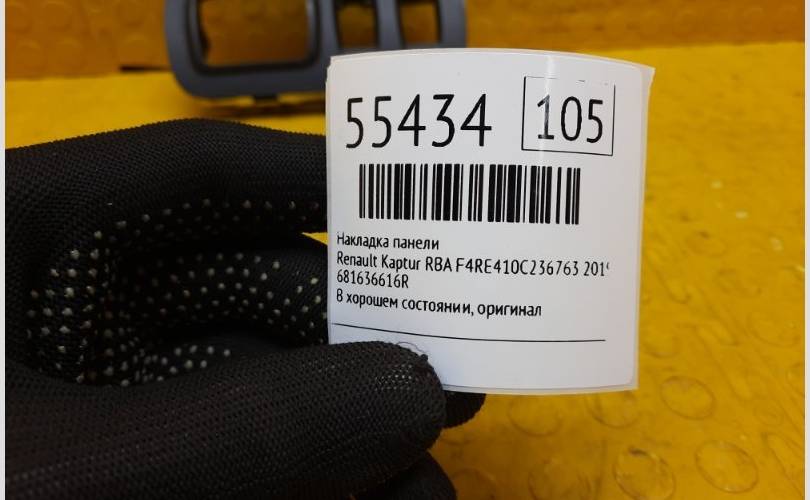 55434 105
Накладка панели
Renault Kaptur RBA F4RE410C236763 2019
681636616R
В хорошем состоянии, оригинал